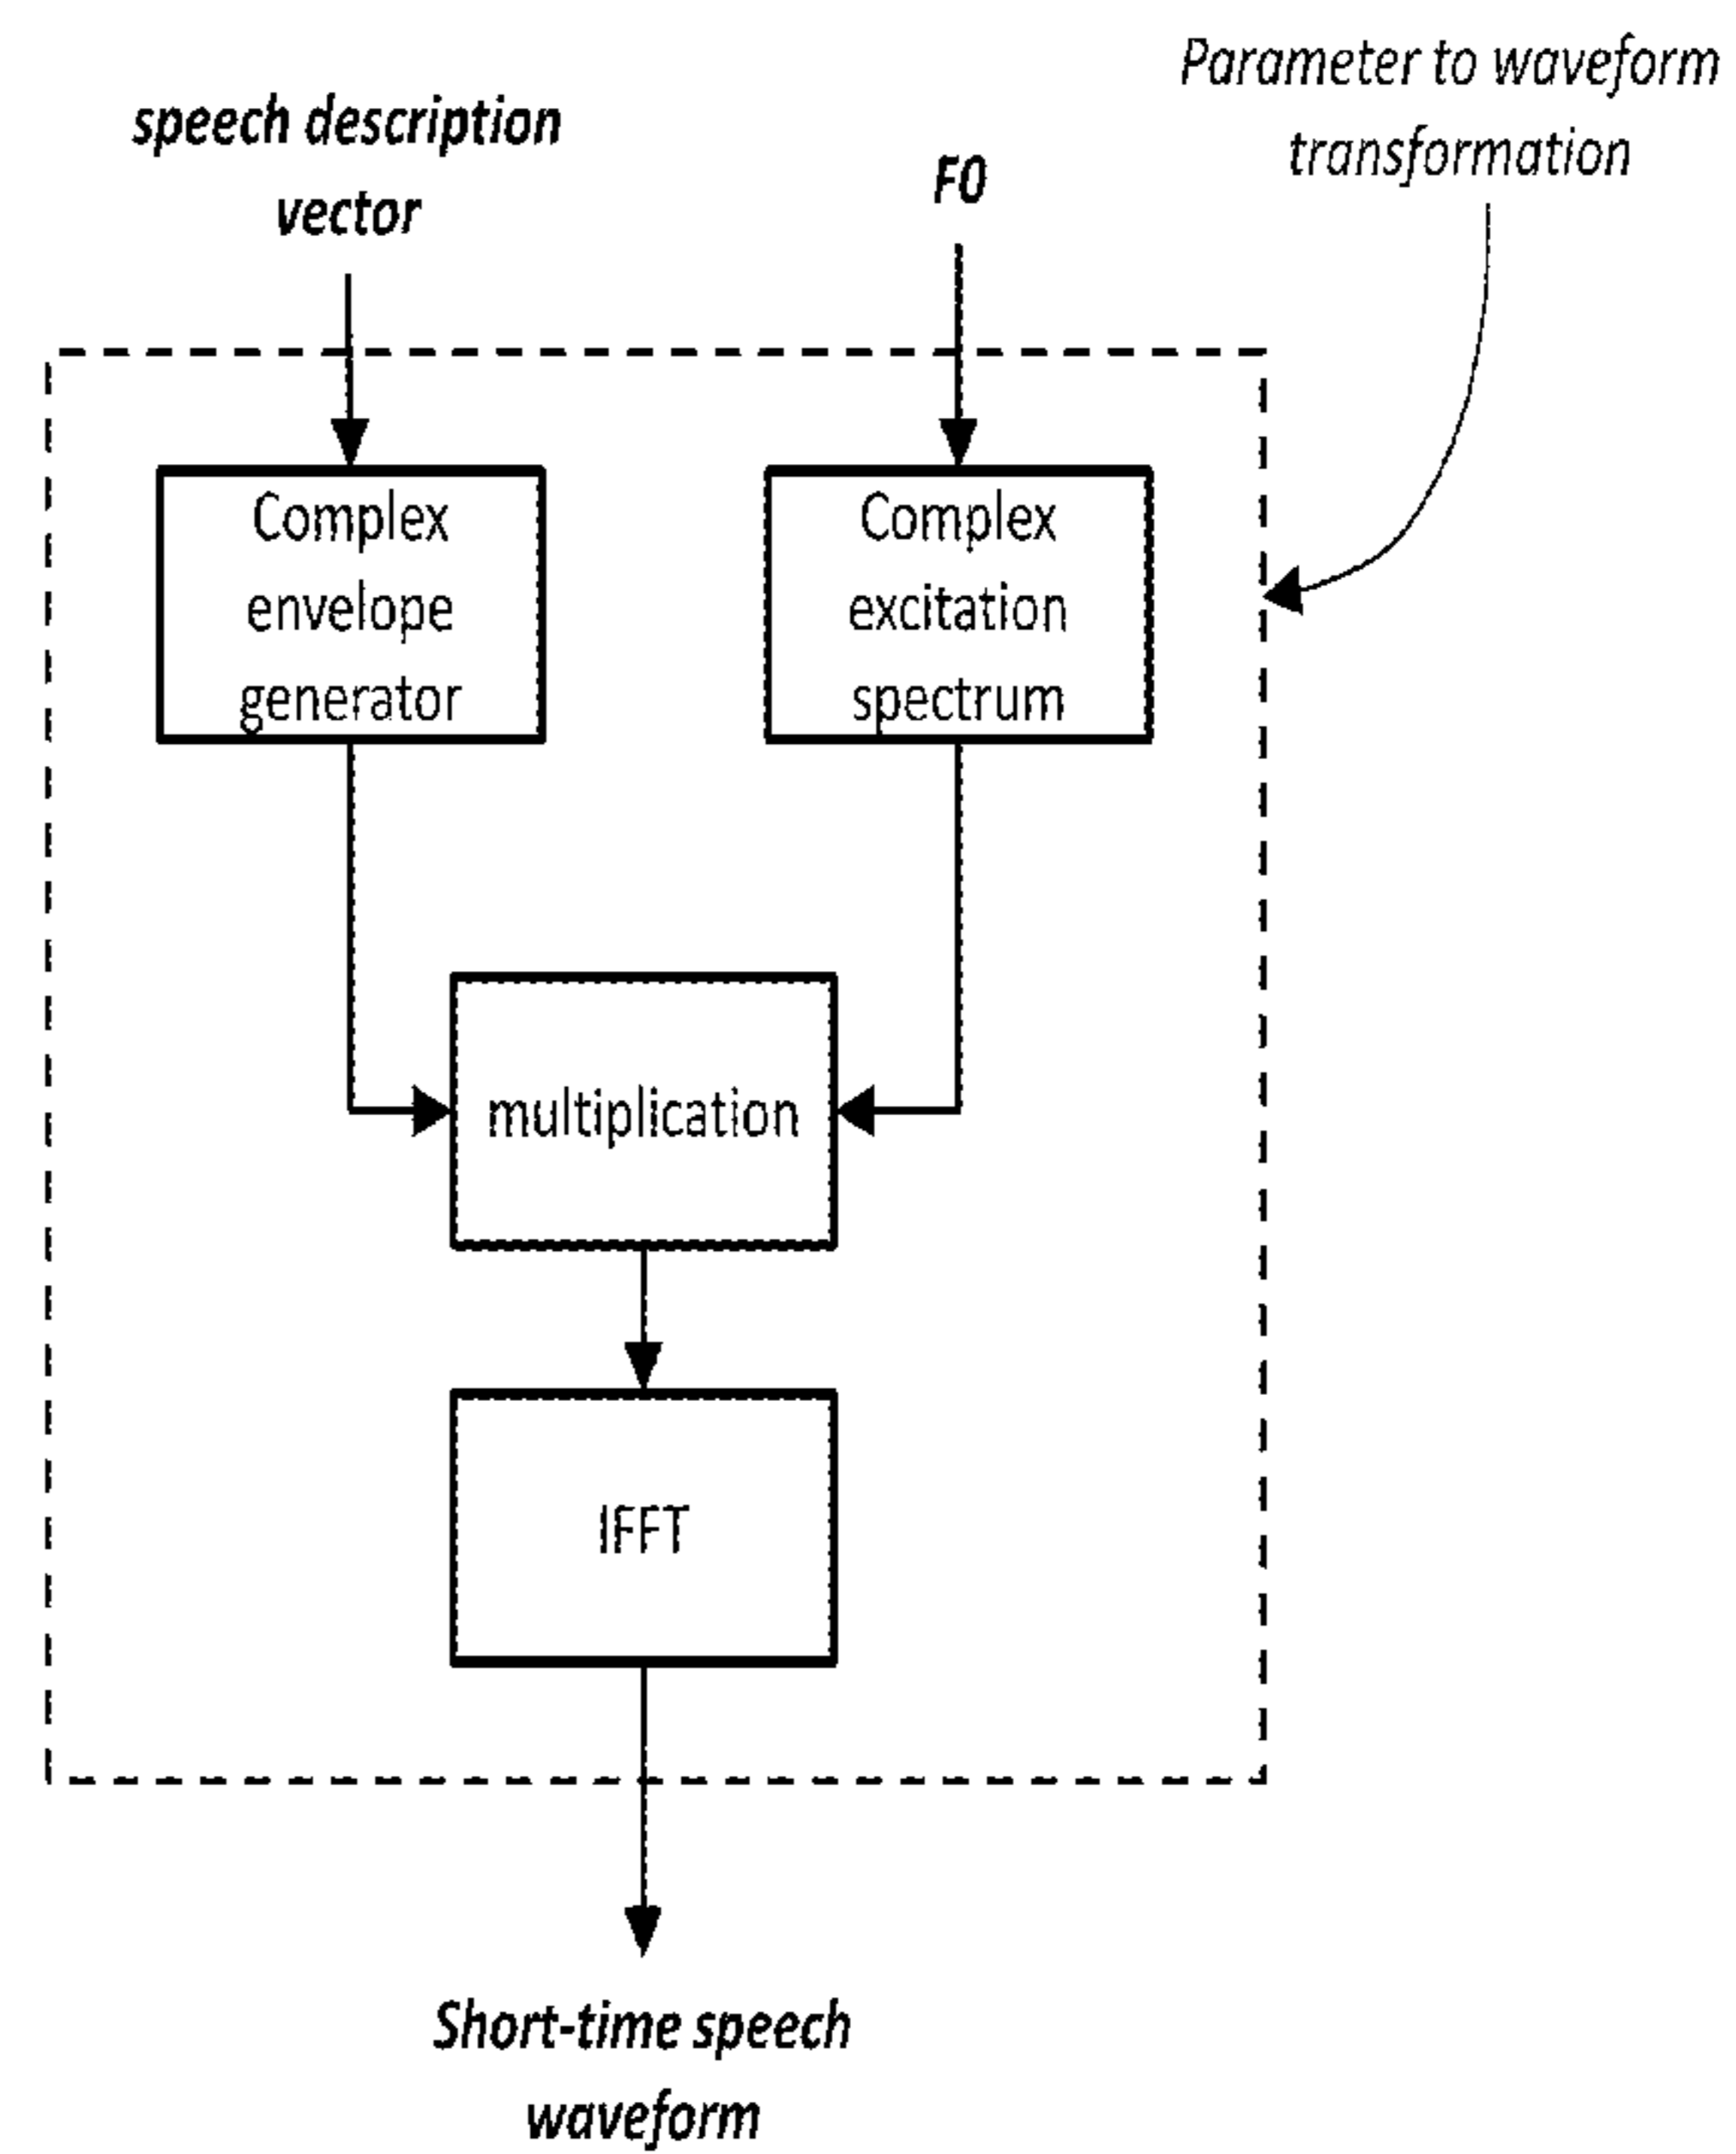 Parameter to waveform
transformation
speech description
vector
F0
Complex
envelope
generator
Complex
excitation
spectrum
multiplication
IFFT
Short-time speech
waveform